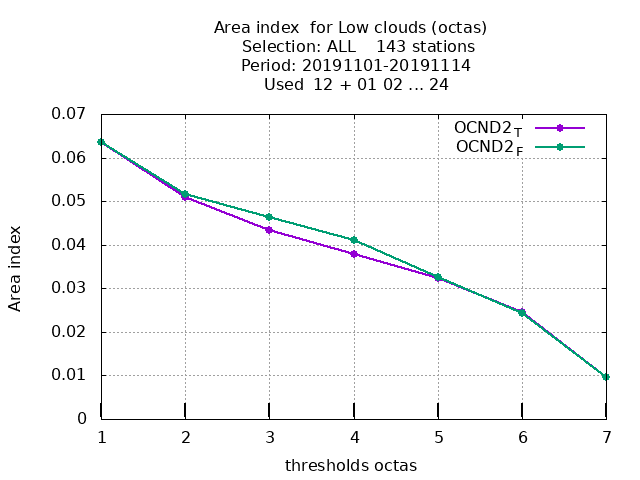 Area index  for Low clouds (octas)
Selection: ALL    143 stations
Period: 20191101-20191114
Used  12 + 01 02 ... 24
0.07
OCND2T
OCND2F
0.06
0.05
0.04
0.03
0.02
0.01
0
Area index
1 2 3 4 5 6 7
thresholds octas